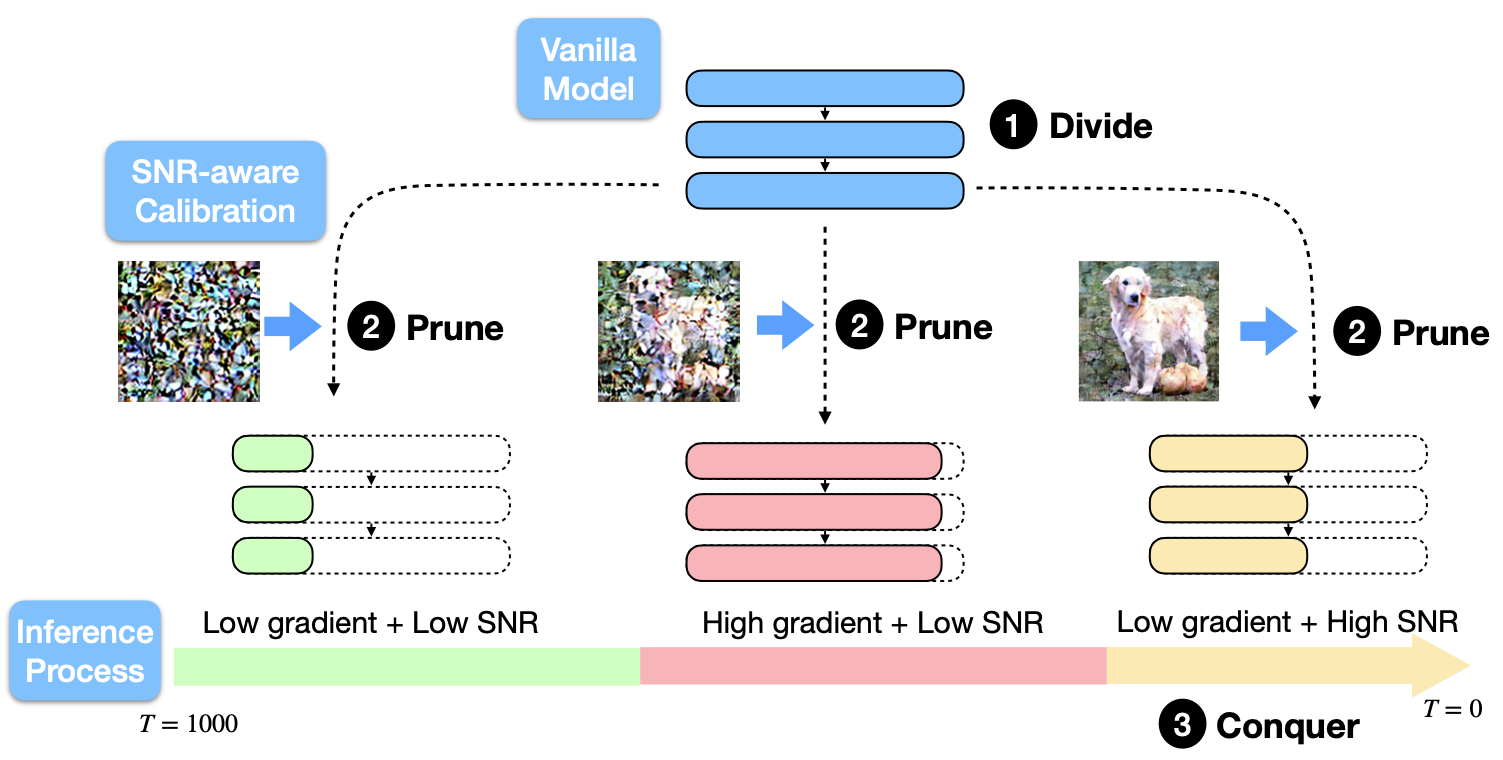 Vanilla
Model
1 Divide
SNR-aware
Calibration
2 Prune
2 Prune
2 Prune
Low gradient + Low SNR
High gradient + Low SNR
Low gradient + High SNR
Inference
Process
T = 1000
T = 0
3 Conquer